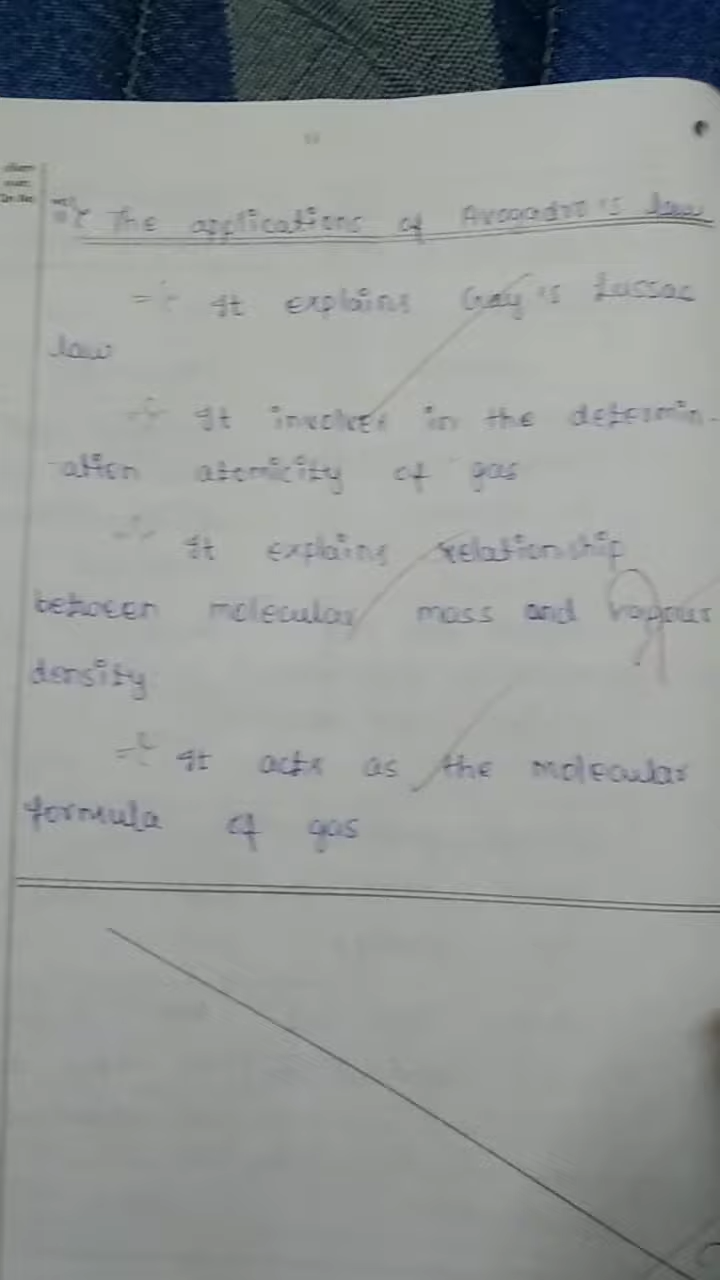 The applications of Avogadro's law
=> It explains Gay's Lussac
law
-> It involves in the determin-
ation atomicity of gas
-> It explains relationship
between molecular mass and vapour
density
-> It acts as the molecular
formula of gas